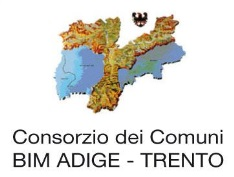 Consorzio dei Comuni
BIM ADIGE - TRENTO